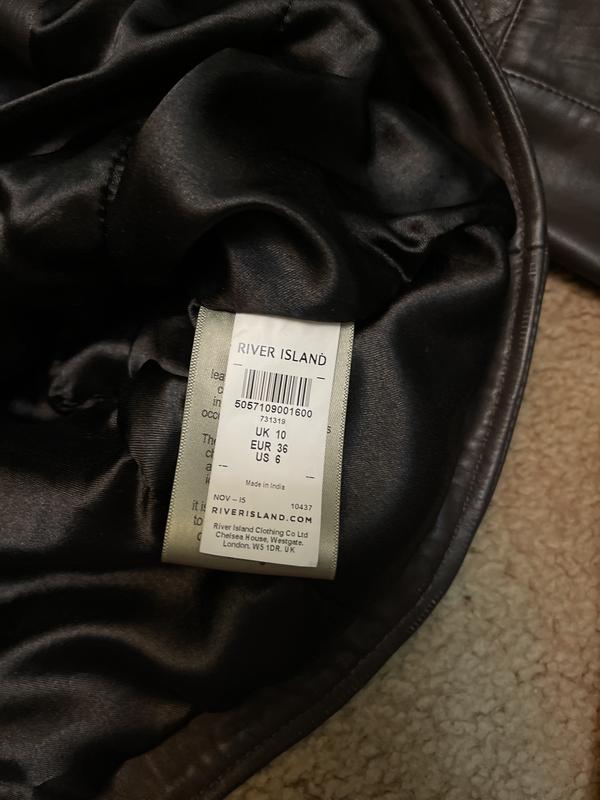 RIVER ISLAND
5057109001600
731319
UK 10
EUR 36
US 6
Made in India
NOV – 15 10437
RIVERISLAND.COM
River Island Clothing Co Ltd
Chelsea House, Westgate.
London. W5 1DR. UK